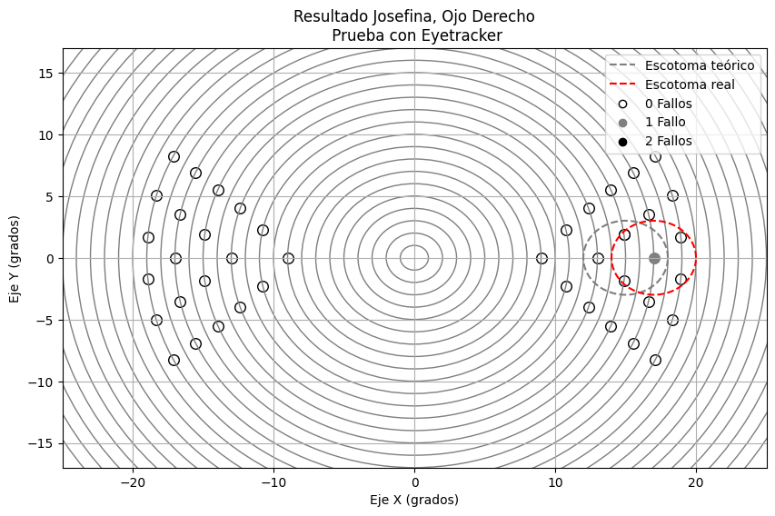 Resultado Josefina, Ojo Derecho
Prueba con Eyetracker
Escotoma teórico
Escotoma real
0 Fallos
1 Fallo
2 Fallos
Eje Y (grados)
15
10
5
0
−5
−10
−15
−20
−10
0
10
20
Eje X (grados)